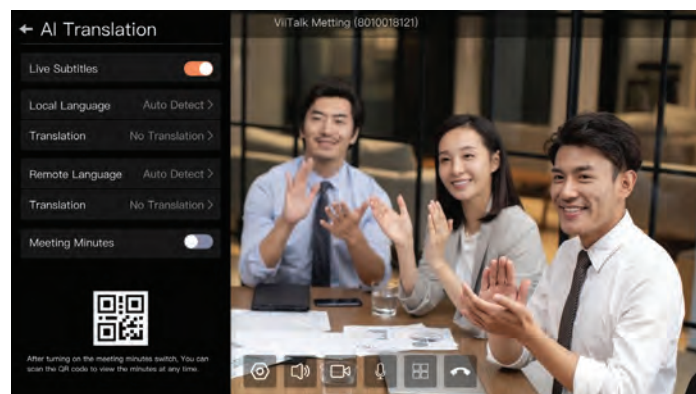 ← AI Translation
ViiTalk Metting (8010018121)
Live Subtitles
Local Language Auto Detect >
Translation No Translation >
Remote Language Auto Detect >
Translation No Translation >
Meeting Minutes
After turning on the meeting minutes switch, You can
scan the QR code to view the minutes at any time.